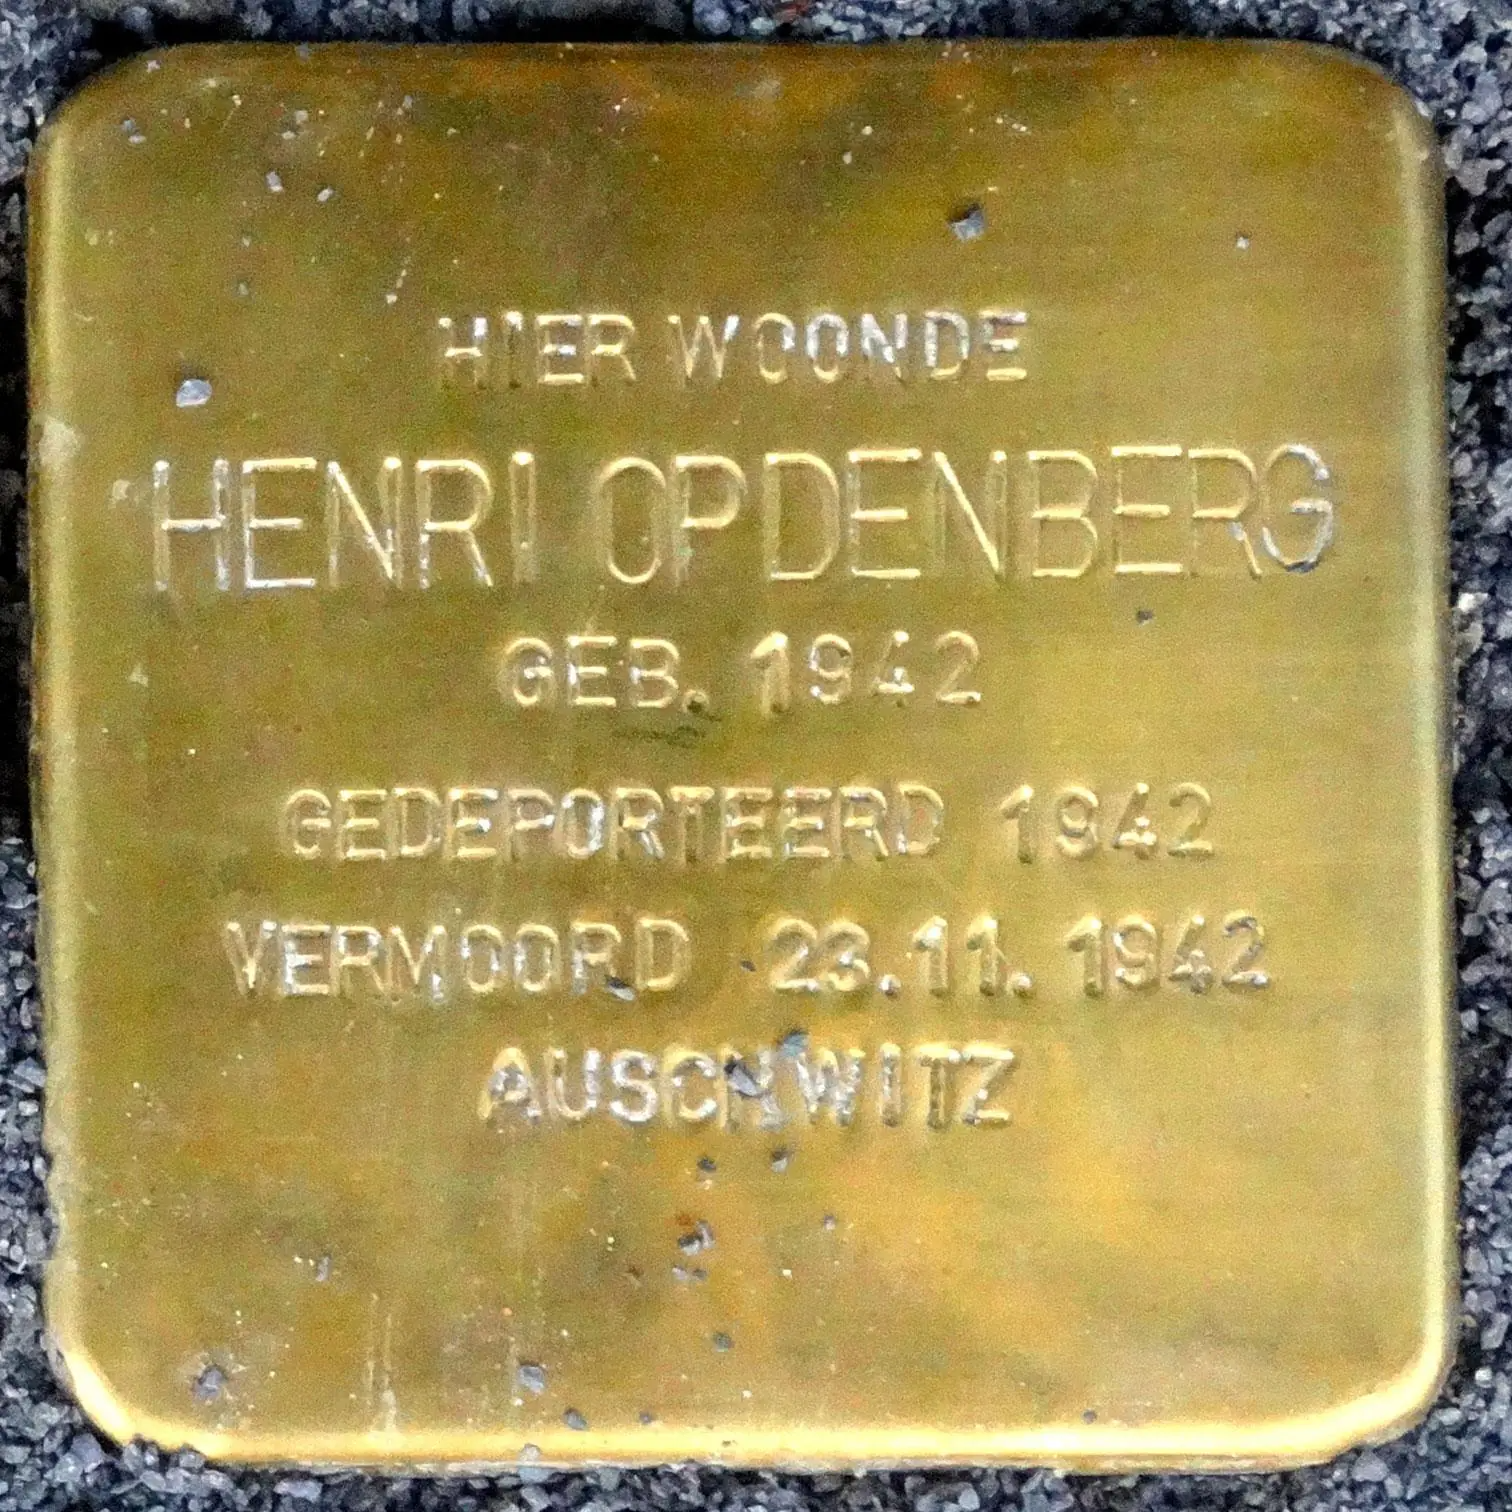 HIER WOONDE
HENRI OPDENBERG
GEB. 1942
GEDEPORTEERD 1942
VERMOORD 23.11.1942
AUSCHWITZ